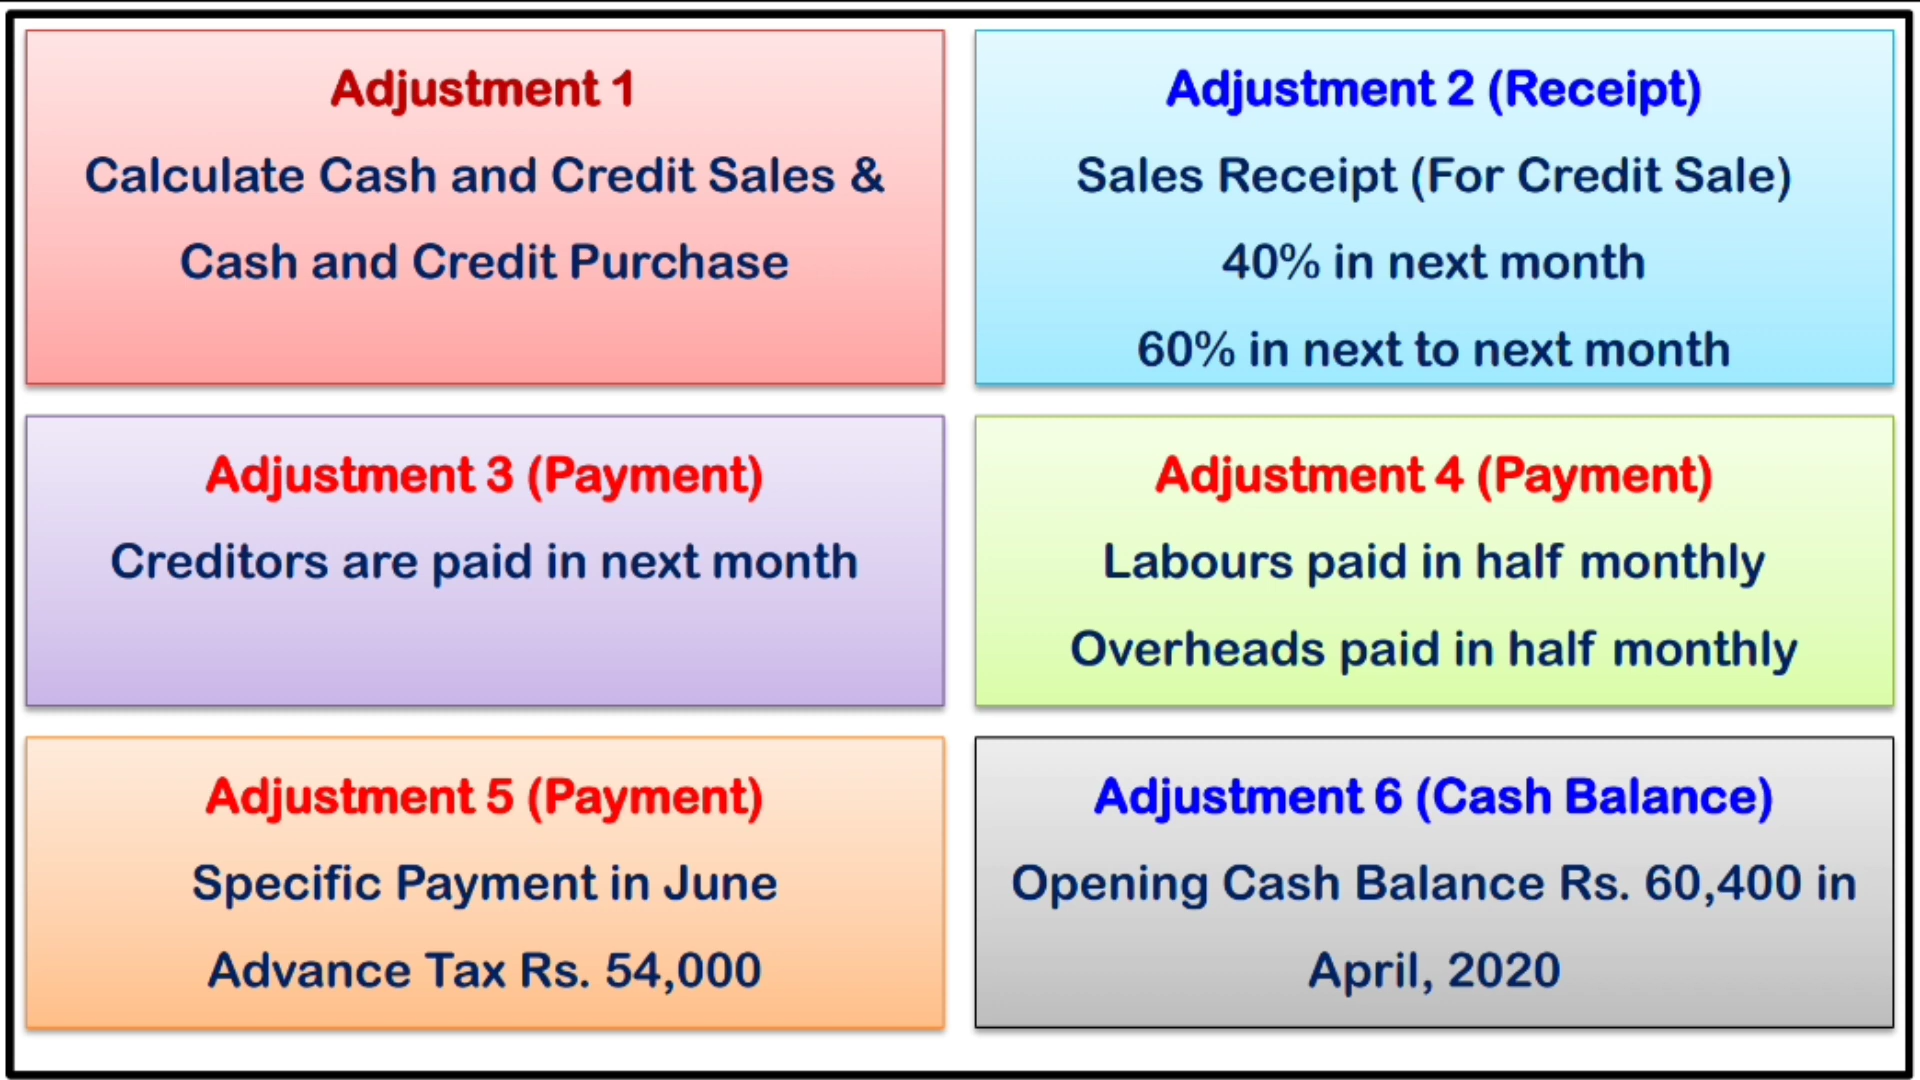 Adjustment 1
Calculate Cash and Credit Sales &
Cash and Credit Purchase
Adjustment 2 (Receipt)
Sales Receipt (For Credit Sale)
40% in next month
60% in next to next month
Adjustment 3 (Payment)
Creditors are paid in next month
Adjustment 4 (Payment)
Labours paid in half monthly
Overheads paid in half monthly
Adjustment 5 (Payment)
Specific Payment in June
Advance Tax Rs. 54,000
Adjustment 6 (Cash Balance)
Opening Cash Balance Rs. 60,400 in
April, 2020